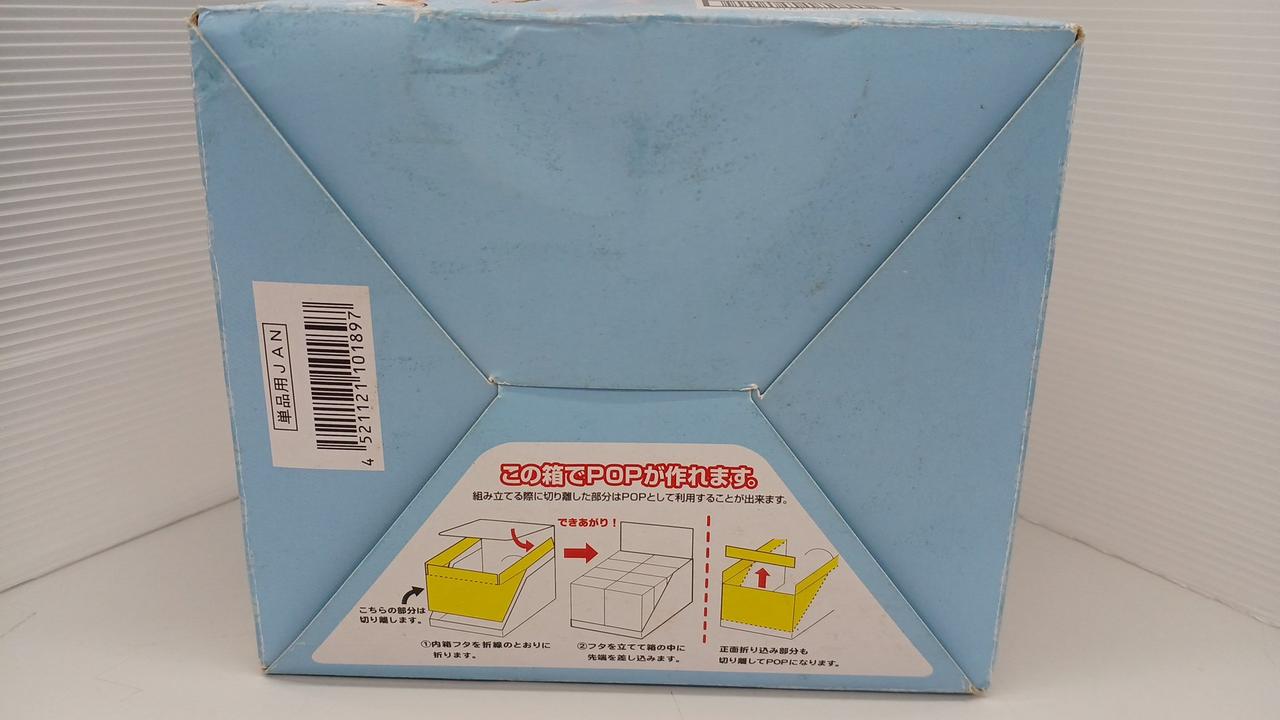 単品用JAN
4 521121 101897
この箱でPOPが作れます。
組み立てる際に切り離した部分はPOPとして利用することが出来ます。
できあがり！
こちらの部分は
切り離します。
①内箱フタを折線のとおりに
折ります。
②フタを立てて箱の中に
先端を差し込みます。
正面折り込み部分も
切り離してPOPになります。